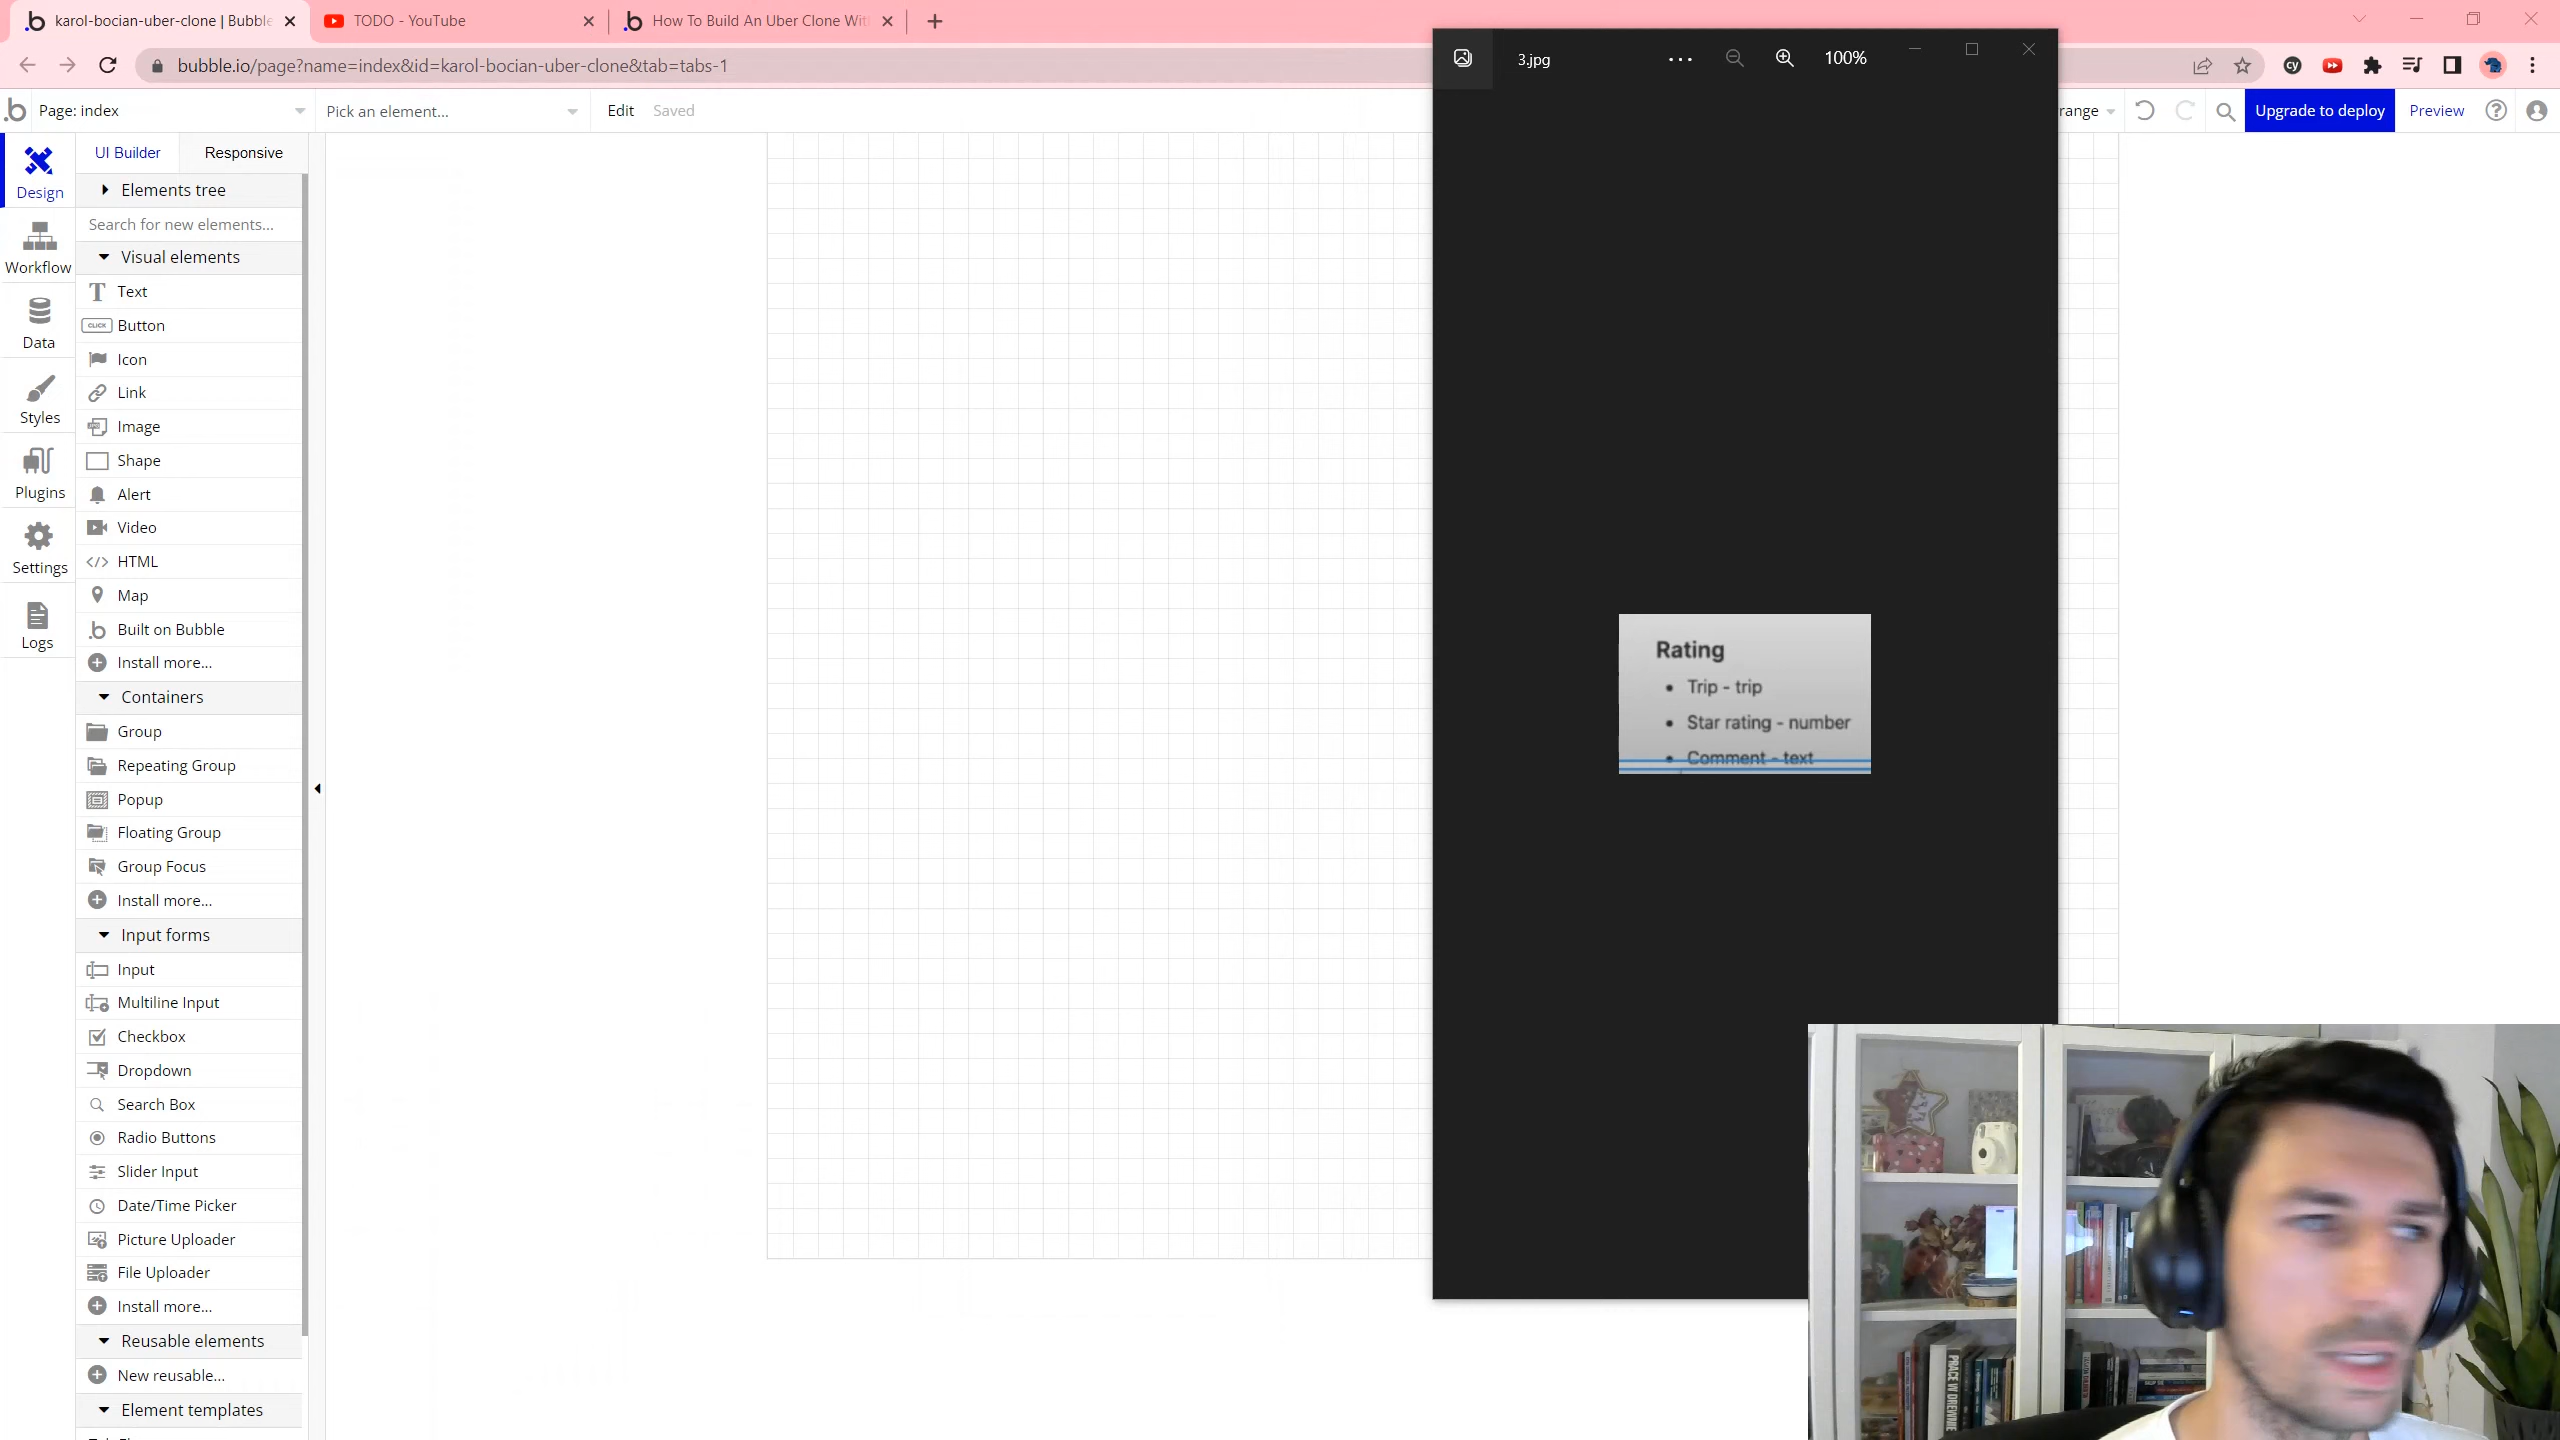 karol-bocian-uber-clone | Bubble
TODO - YouTube
How To Build An Uber Clone Wit
bubble.io/page?name=index&id=karol-bocian-uber-clone&tab=tabs-1
3.jpg
100%
Page: index
Pick an element...
Edit
Saved
range
Upgrade to deploy
Preview
UI Builder
Responsive
Design
Elements tree
Search for new elements...
Workflow
Visual elements
Text
CLICK
Button
Data
Icon
Link
Styles
Image
Shape
Plugins
Alert
Video
Settings
HTML
Map
Logs
Built on Bubble
Install more...
Containers
Group
Repeating Group
Popup
Floating Group
Group Focus
Install more...
Input forms
Input
Multiline Input
Checkbox
Dropdown
Search Box
Radio Buttons
Slider Input
Date/Time Picker
Picture Uploader
File Uploader
Install more...
Reusable elements
New reusable...
Element templates
Rating
• Trip - trip
• Star rating - number
• Comment - text